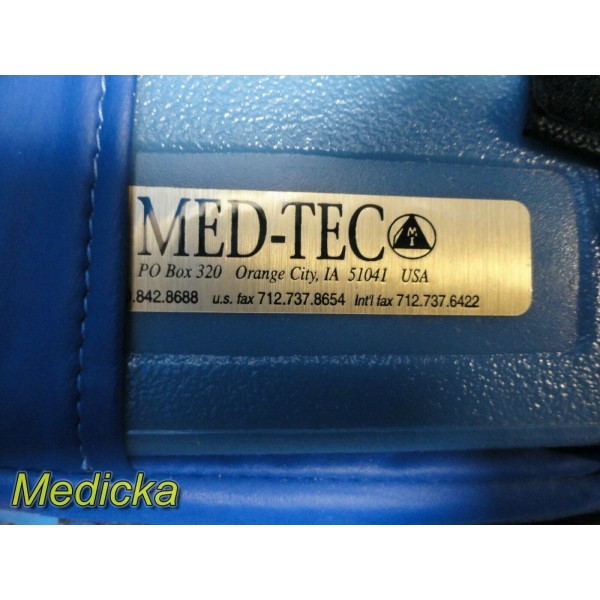 MED-TEC
MT
PO Box 320 Orange City, IA 51041 USA
.842.8688 u.s. fax 712.737.8654 Int'l fax 712.737.6422
Medicka